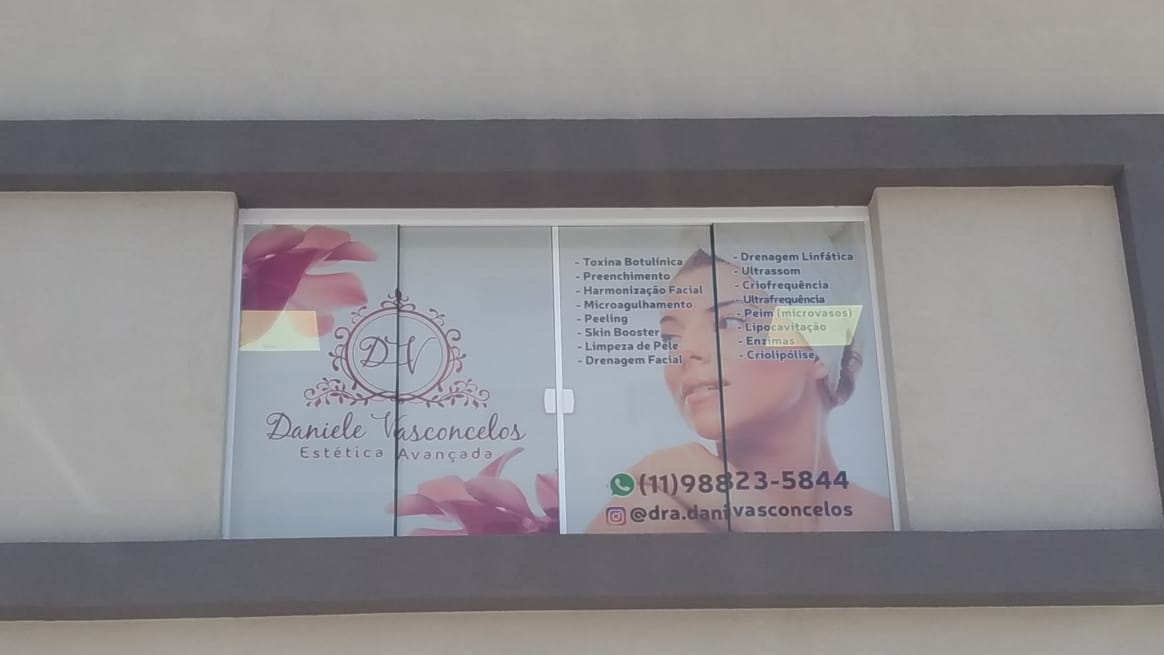 DV
Daniele Vasconcelos
Estética Avançada
- Toxina Botulínica
- Preenchimento
- Harmonização Facial
- Microagulhamento
- Peeling
- Skin Booster
- Limpeza de Pele
- Drenagem Facial
- Drenagem Linfática
- Ultrassom
- Criofrequência
- Ultrafrequência
- Peim (microvasos)
- Lipocavitação
- Enzimas
- Criolipólise
(11)98823-5844
@dra.danivasconcelos